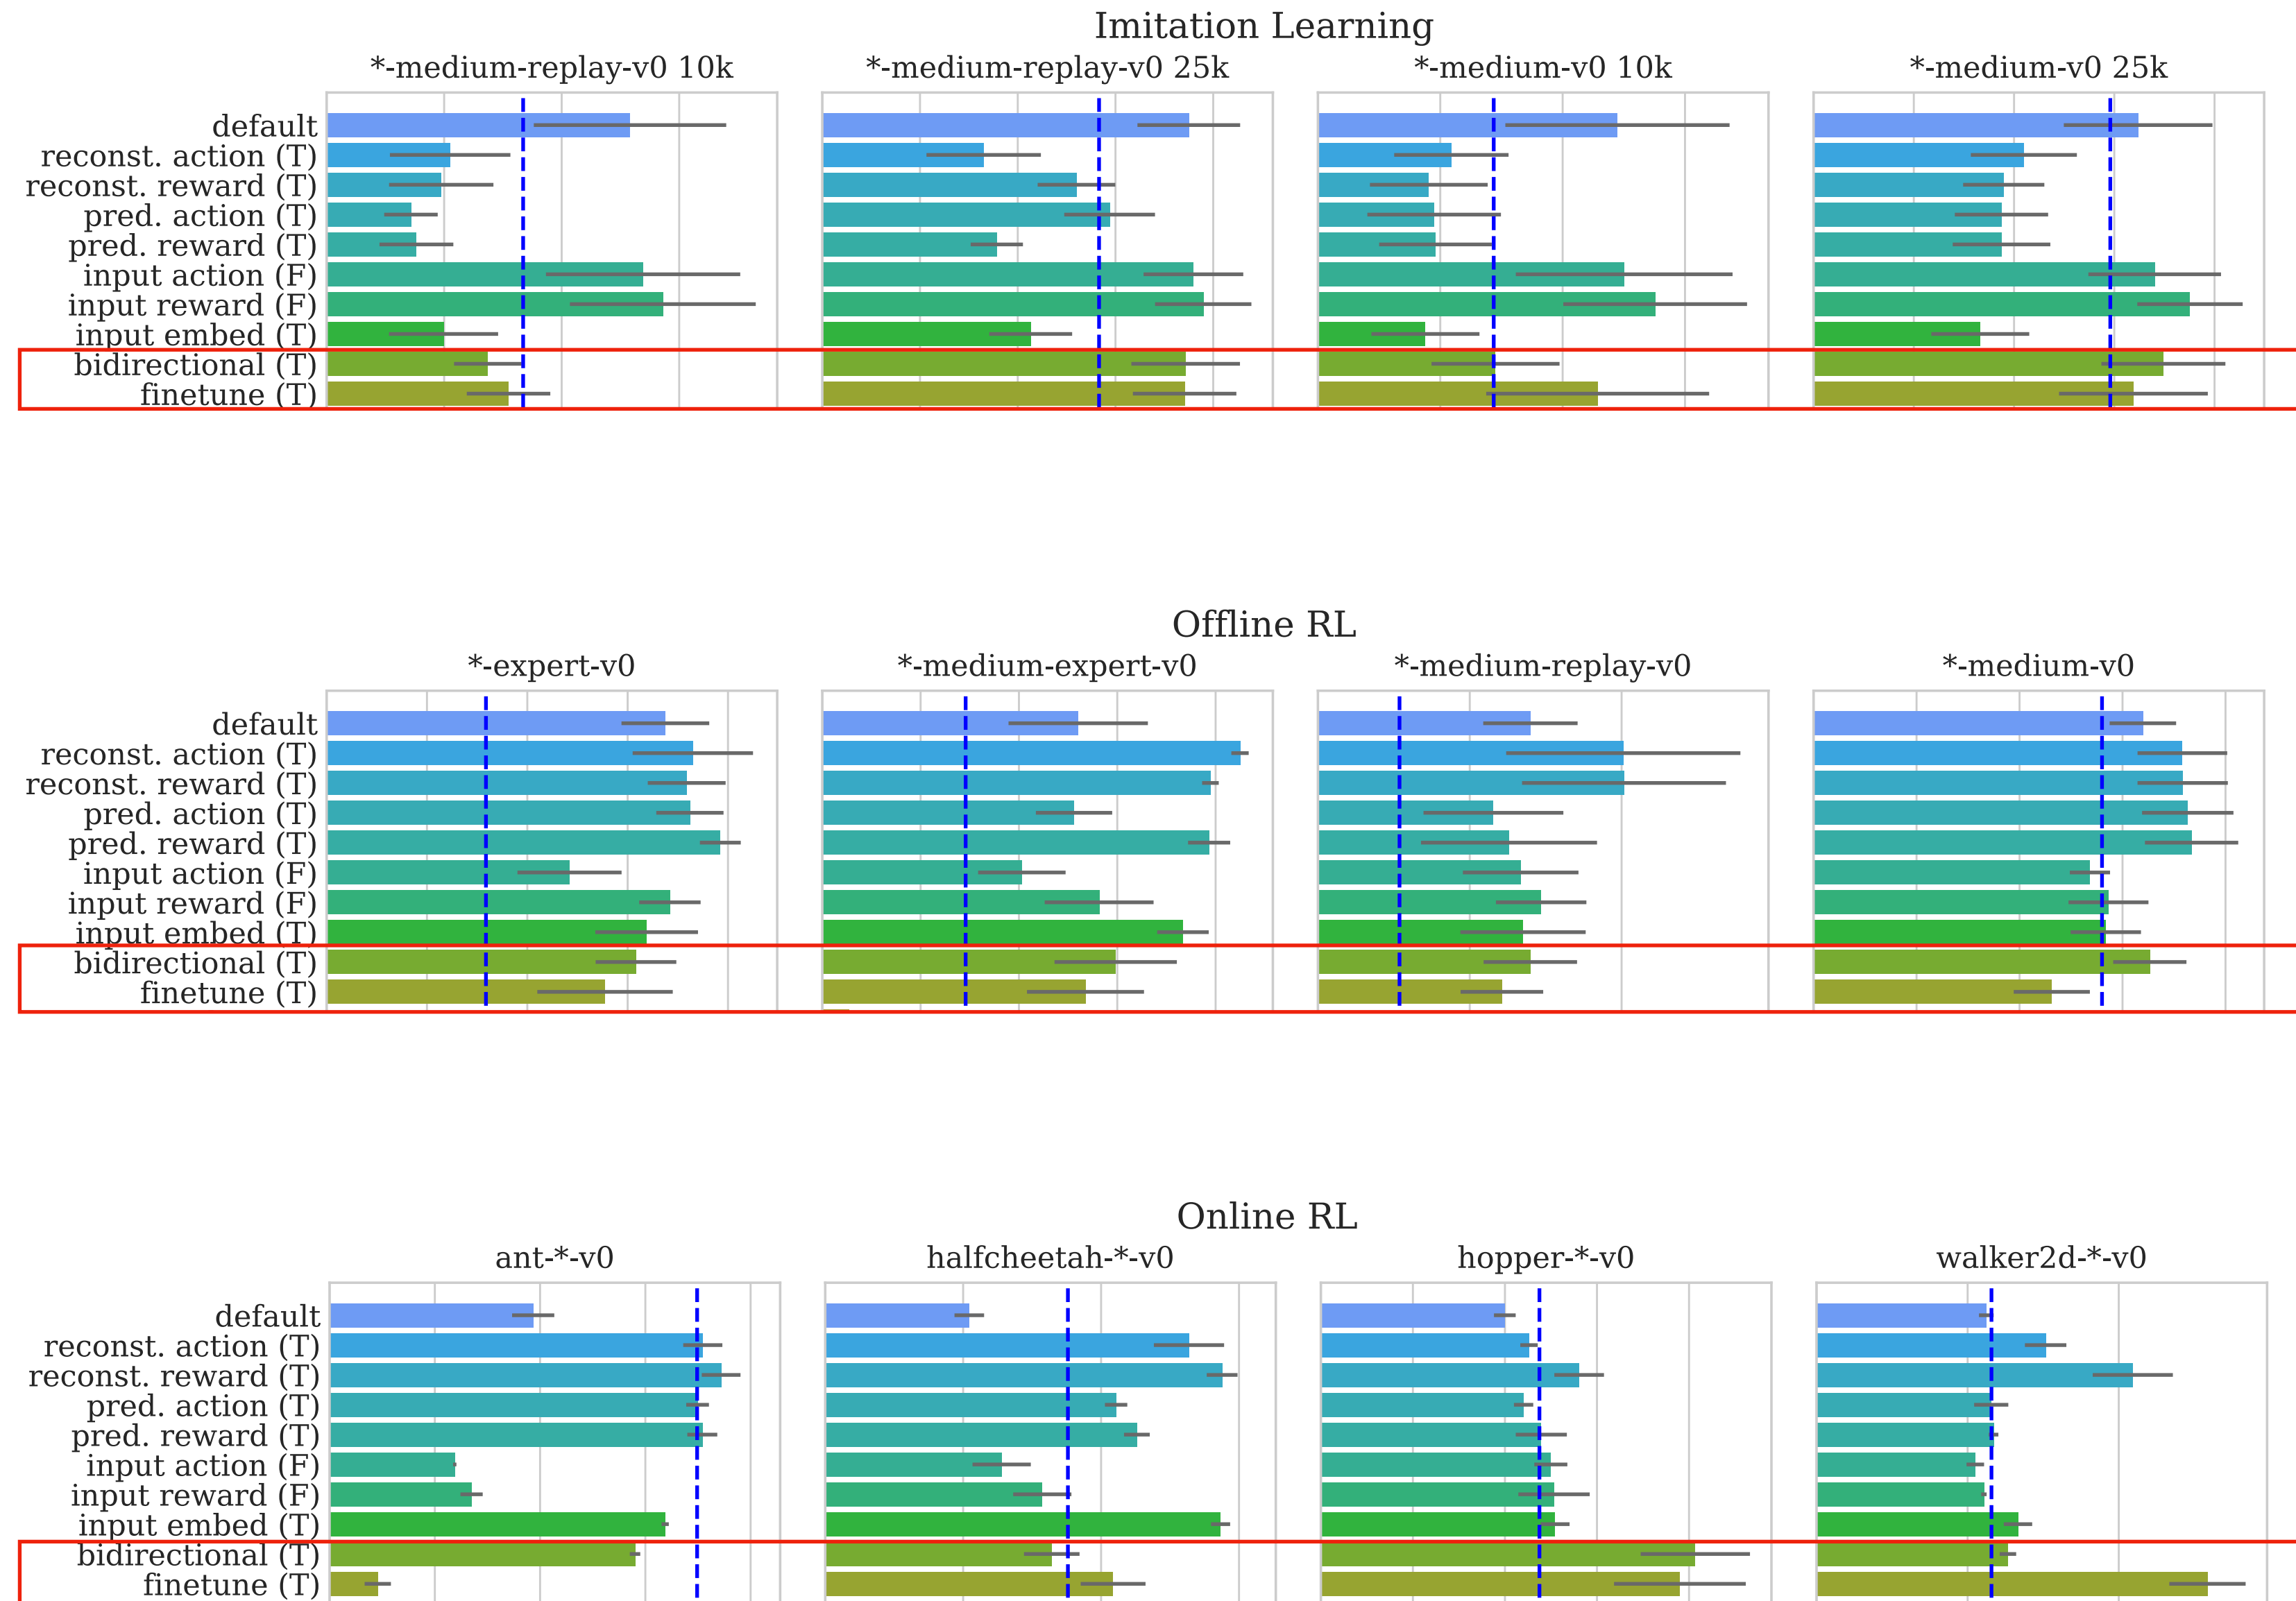 Imitation Learning
*-medium-replay-v0 10k
*-medium-replay-v0 25k
*-medium-v0 10k
*-medium-v0 25k
default
reconst. action (T)
reconst. reward (T)
pred. action (T)
pred. reward (T)
input action (F)
input reward (F)
input embed (T)
bidirectional (T)
finetune (T)
Offline RL
*-expert-v0
*-medium-expert-v0
*-medium-replay-v0
*-medium-v0
default
reconst. action (T)
reconst. reward (T)
pred. action (T)
pred. reward (T)
input action (F)
input reward (F)
input embed (T)
bidirectional (T)
finetune (T)
Online RL
ant-*-v0
halfcheetah-*-v0
hopper-*-v0
walker2d-*-v0
default
reconst. action (T)
reconst. reward (T)
pred. action (T)
pred. reward (T)
input action (F)
input reward (F)
input embed (T)
bidirectional (T)
finetune (T)